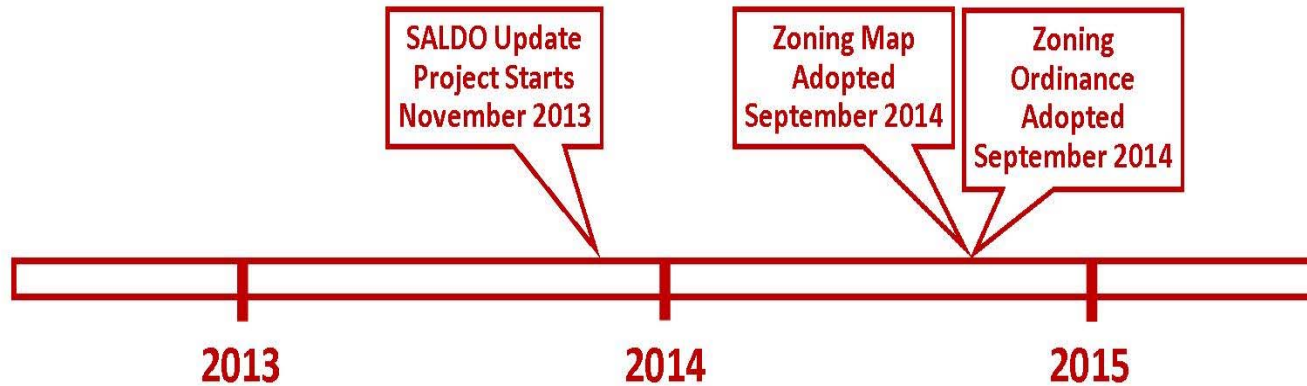 SALDO Update
Project Starts
November 2013
Zoning Map
Adopted
September 2014
Zoning
Ordinance
Adopted
September 2014
2013
2014
2015